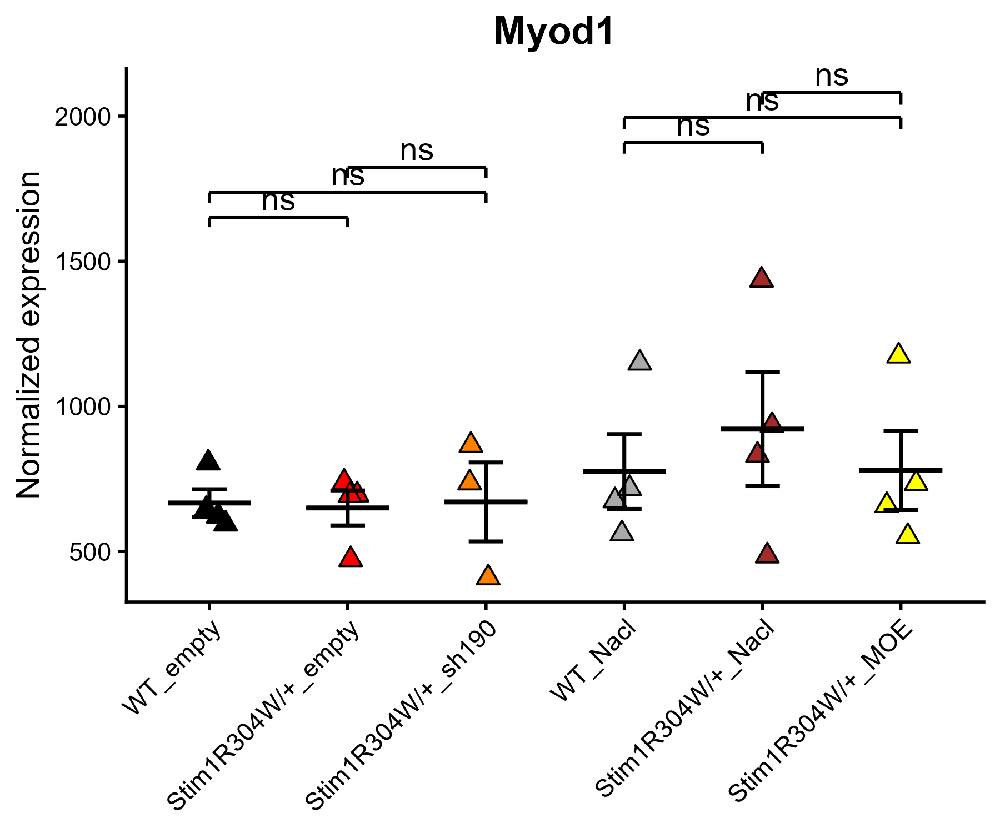 Myod1
Normalized expression
2000
1500
1000
500
ns
ns
ns
ns
ns
ns
WT_empty
Stim1R304W/+_empty
Stim1R304W/+_sh190
WT_Nacl
Stim1R304W/+_Nacl
Stim1R304W/+_MOE